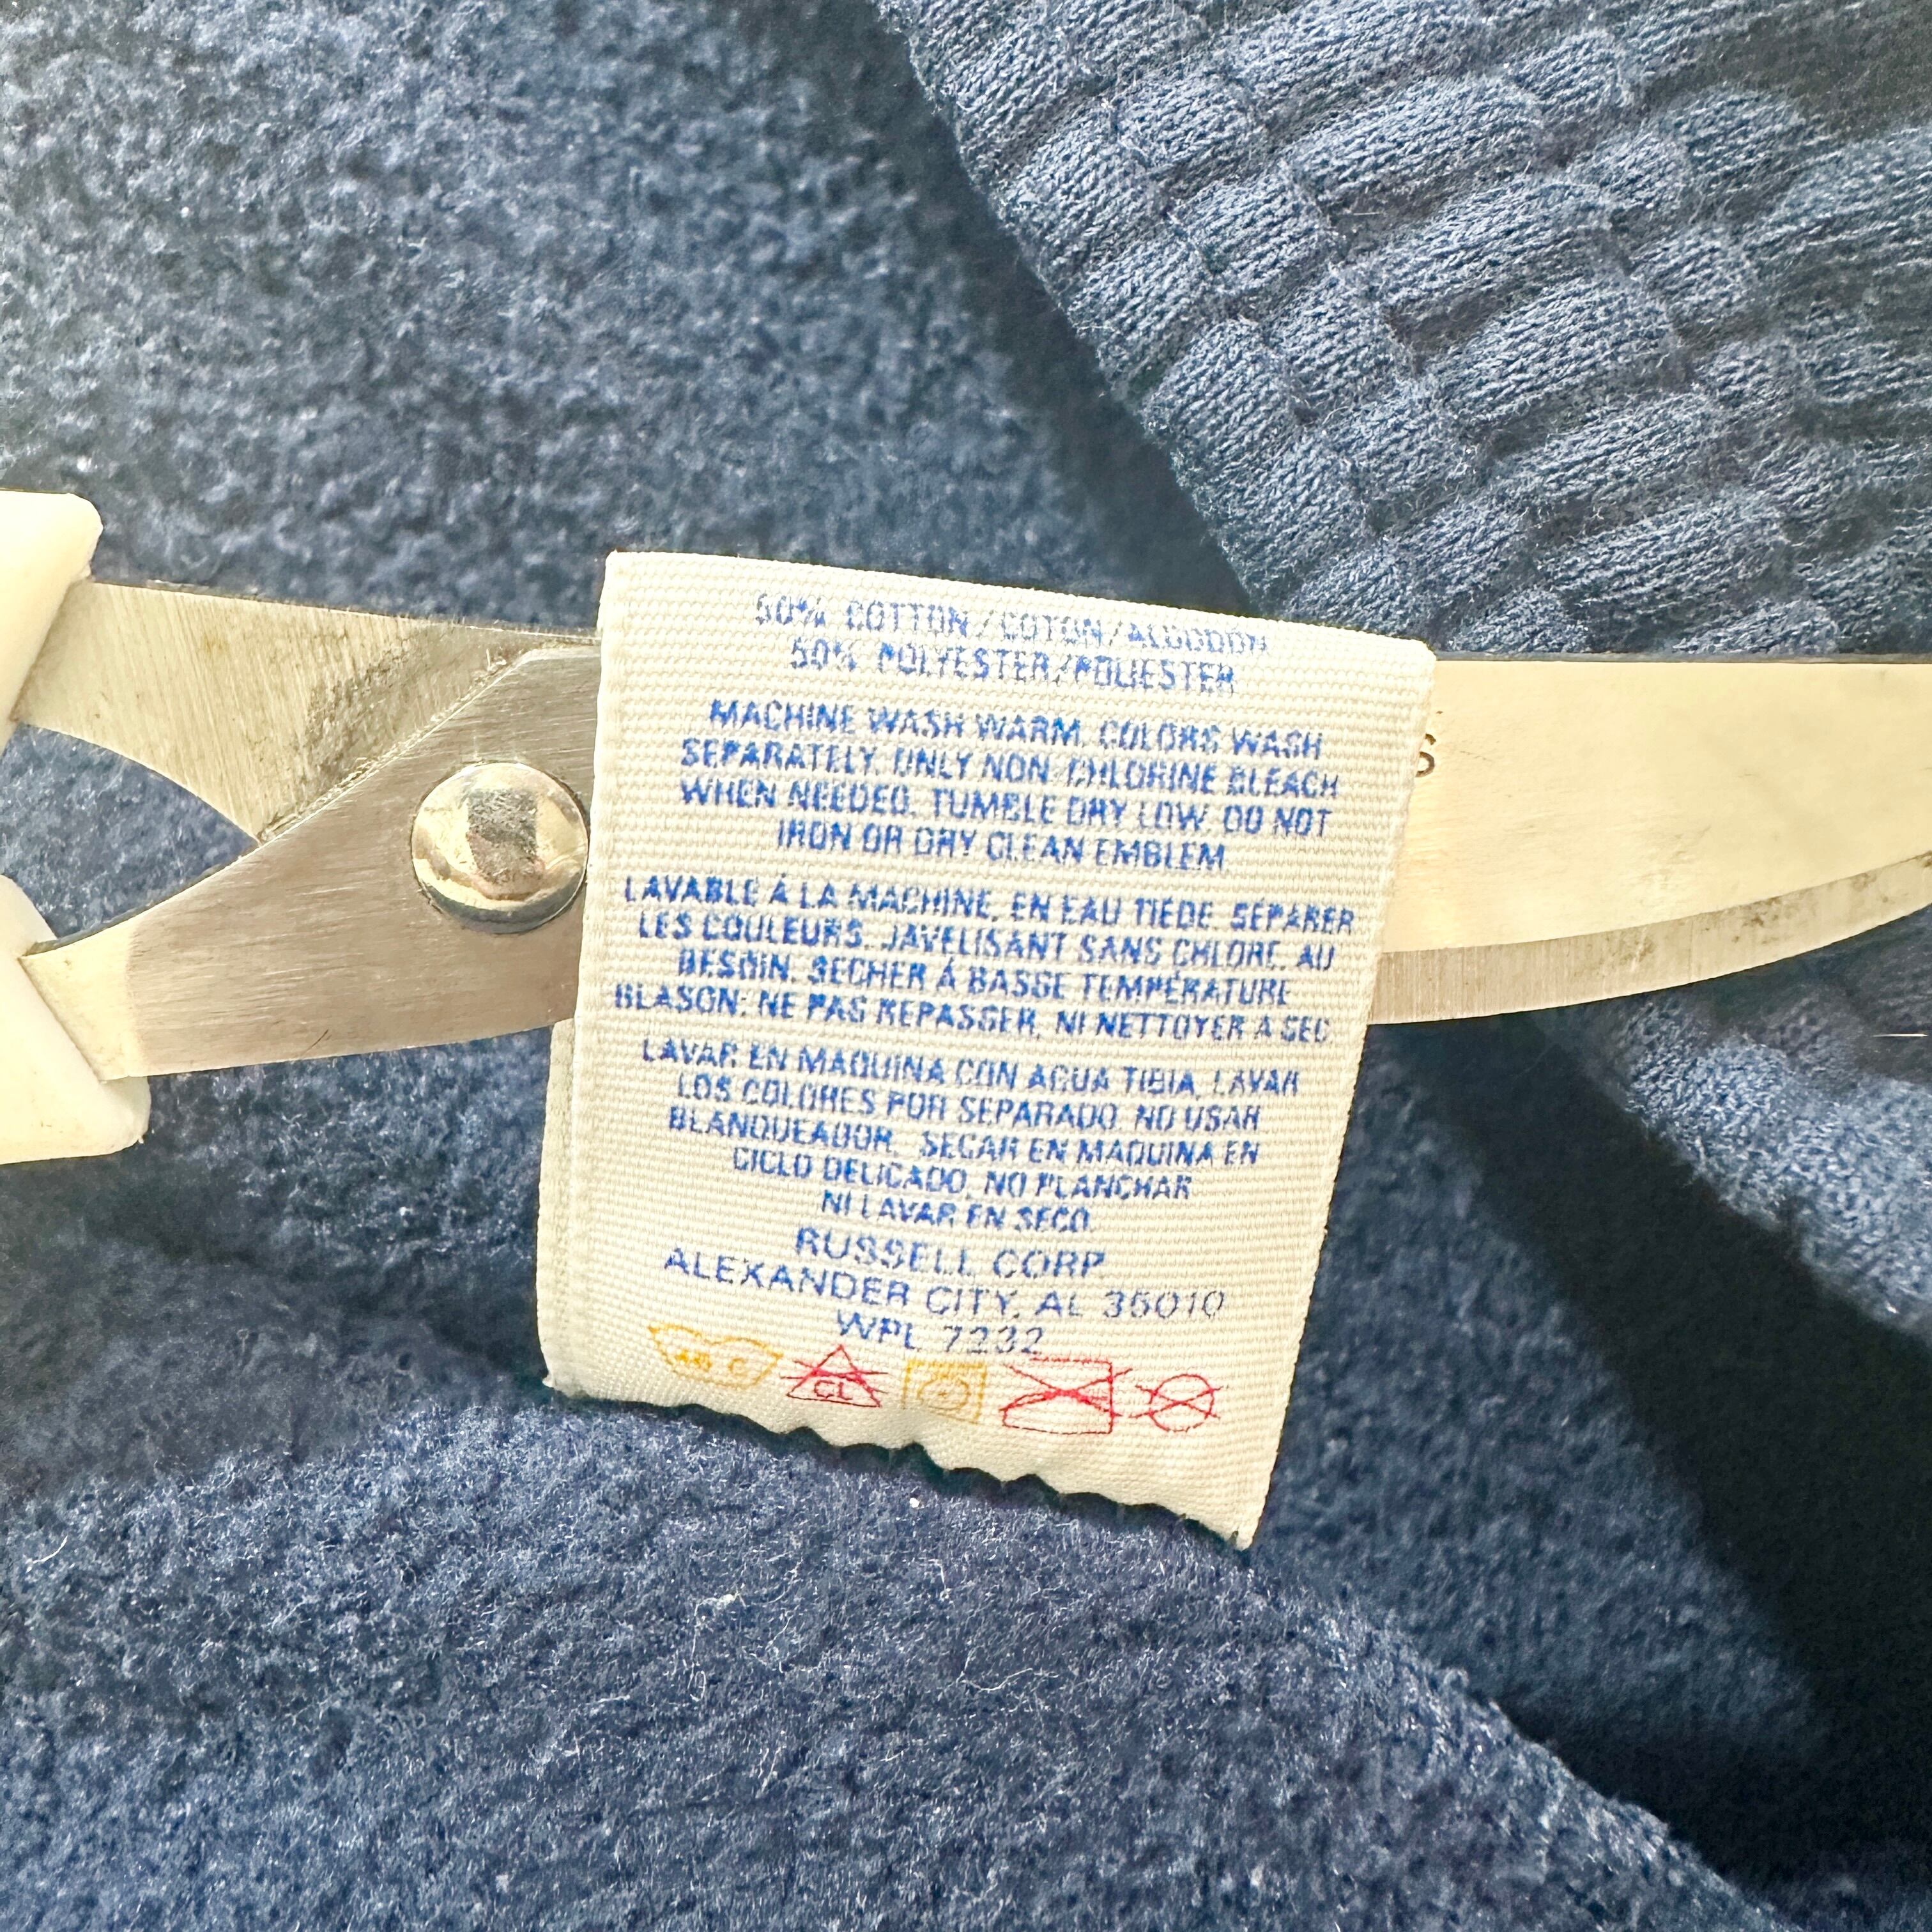 50% COTTON/COTON/ALGODON
50% POLYESTER/POLIESTER
MACHINE WASH WARM. COLORS WASH
SEPARATELY. ONLY NON-CHLORINE BLEACH
WHEN NEEDED. TUMBLE DRY LOW. DO NOT
IRON OR DRY CLEAN EMBLEM
LAVABLE À LA MACHINE, EN EAU TIÈDE. SÉPARER
LES COULEURS. JAVELISANT SANS CHLORE, AU
BESOIN. SÉCHER À BASSE TEMPÉRATURE
BLASON: NE PAS REPASSER, NI NETTOYER A SEC
LAVAR EN MAQUINA CON AGUA TIBIA, LAVAR
LOS COLORES POR SEPARADO. NO USAR
BLANQUEADOR. SECAR EN MAQUINA EN
CICLO DELICADO. NO PLANCHAR
NI LAVAR EN SECO.
RUSSELL CORP.
ALEXANDER CITY, AL 35010
WPL 7232
40 C CL